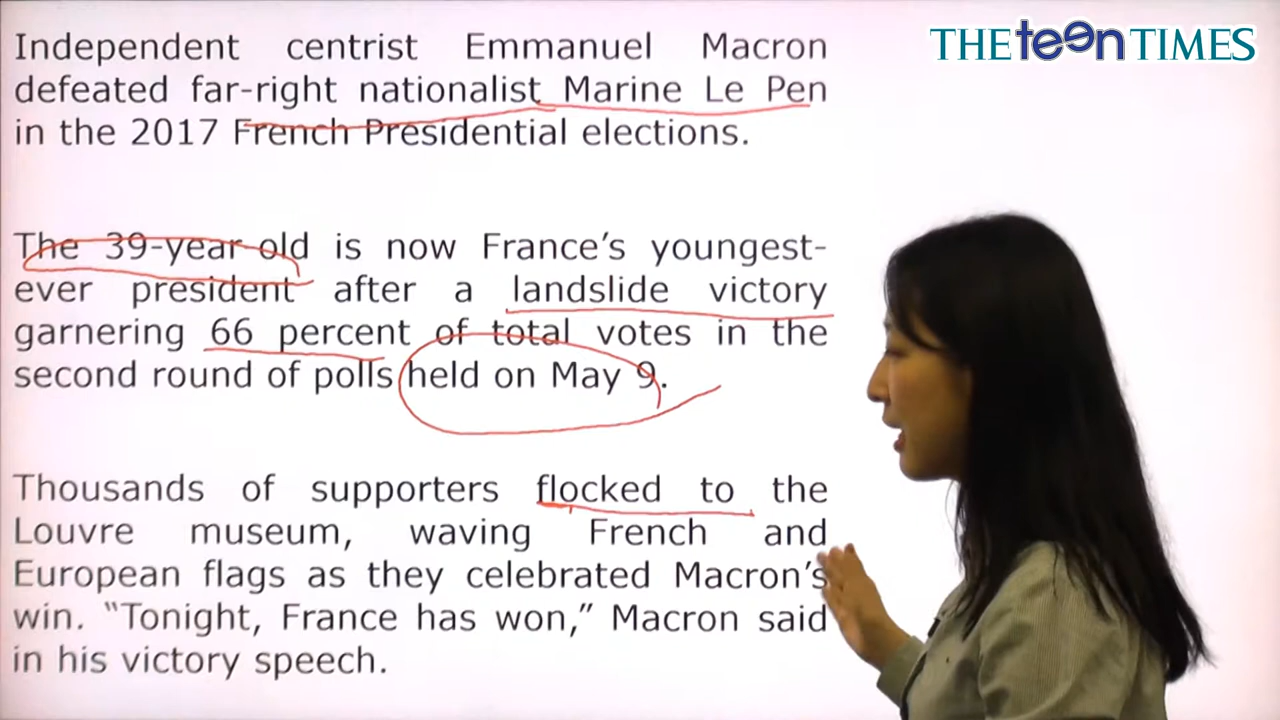 THE teen TIMES
Independent centrist Emmanuel Macron
defeated far-right nationalist Marine Le Pen
in the 2017 French Presidential elections.
The 39-year old is now France's youngest-
ever president after a landslide victory
garnering 66 percent of total votes in the
second round of polls held on May 9.
Thousands of supporters flocked to the
Louvre museum, waving French and
European flags as they celebrated Macron's
win. “Tonight, France has won,” Macron said
in his victory speech.